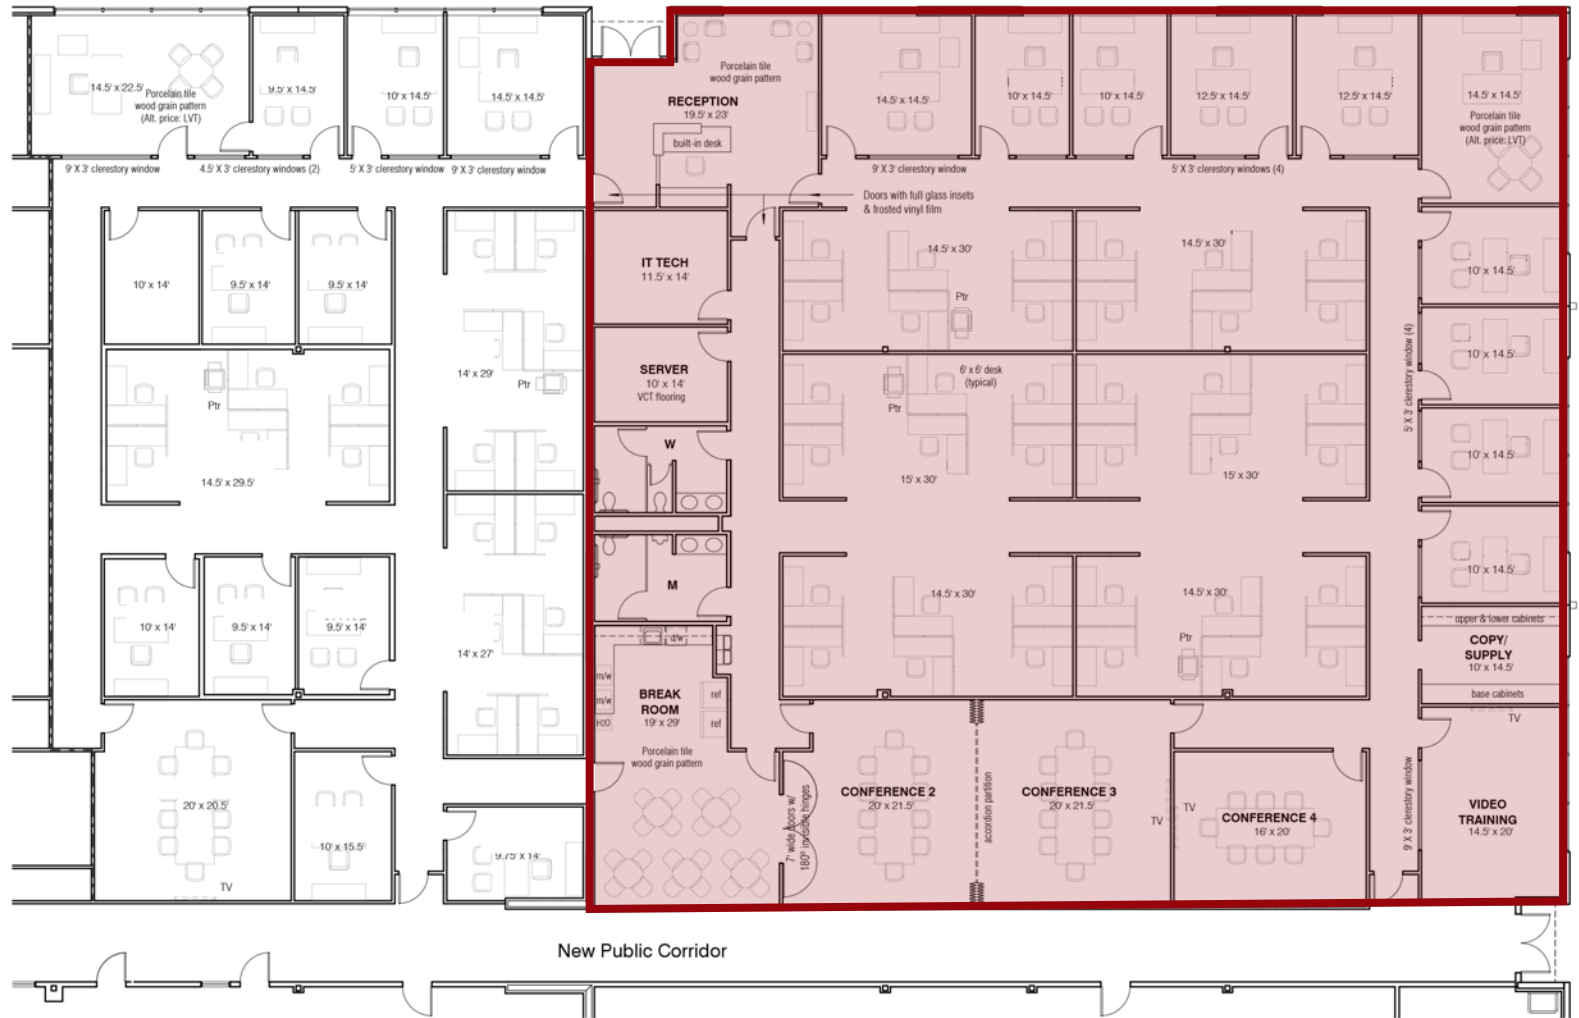 14.5' x 22.5'
Porcelain tile
wood grain pattern
(Alt. price: LVT)
9.5' x 14.5'
10' x 14.5'
14.5' x 14.5'
9' X 3' clerestory window
4.5' X 3' clerestory windows (2)
5' X 3' clerestory window
9' X 3' clerestory window
Porcelain tile
wood grain pattern
RECEPTION
19.5' x 23'
built-in desk
14.5' x 14.5'
10' x 14.5'
10' x 14.5'
12.5' x 14.5'
12.5' x 14.5'
14.5' x 14.5'
Porcelain tile
wood grain pattern
(Alt. price: LVT)
9' X 3' clerestory window
5' X 3' clerestory windows (4)
Doors with full glass insets
& frosted vinyl film
10' x 14'
9.5' x 14'
9.5' x 14'
14' x 29'
Ptr
IT TECH
11.5' x 14'
14.5' x 30'
Ptr
14.5' x 30'
10' x 14.5'
10' x 14.5'
10' x 14.5'
10' x 14.5'
5' X 3' clerestory window (4)
SERVER
10' x 14'
VCT flooring
6' x 6' desk
(typical)
Ptr
15' x 30'
15' x 30'
Ptr
14.5' x 29.5'
W
M
10' x 14'
9.5' x 14'
9.5' x 14'
14' x 27'
14.5' x 30'
14.5' x 30'
Ptr
upper & lower cabinets
COPY/
SUPPLY
10' x 14.5'
base cabinets
d/w
m/w
m/w
H20
ref
ref
BREAK
ROOM
19' x 29'
Porcelain tile
wood grain pattern
7' wide doors w/
180º invisible hinges
CONFERENCE 2
20' x 21.5'
accordion partition
CONFERENCE 3
20' x 21.5'
TV
TV
CONFERENCE 4
16' x 20'
9' X 3' clerestory window
TV
VIDEO
TRAINING
14.5' x 20'
20' x 20.5'
TV
10' x 15.5'
9.75' x 14'
New Public Corridor